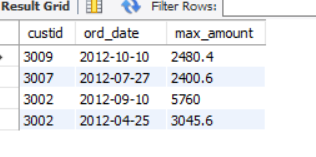 Result Grid Filter Rows:
custid ord_date max_amount
3009 2012-10-10 2480.4
3007 2012-07-27 2400.6
3002 2012-09-10 5760
3002 2012-04-25 3045.6